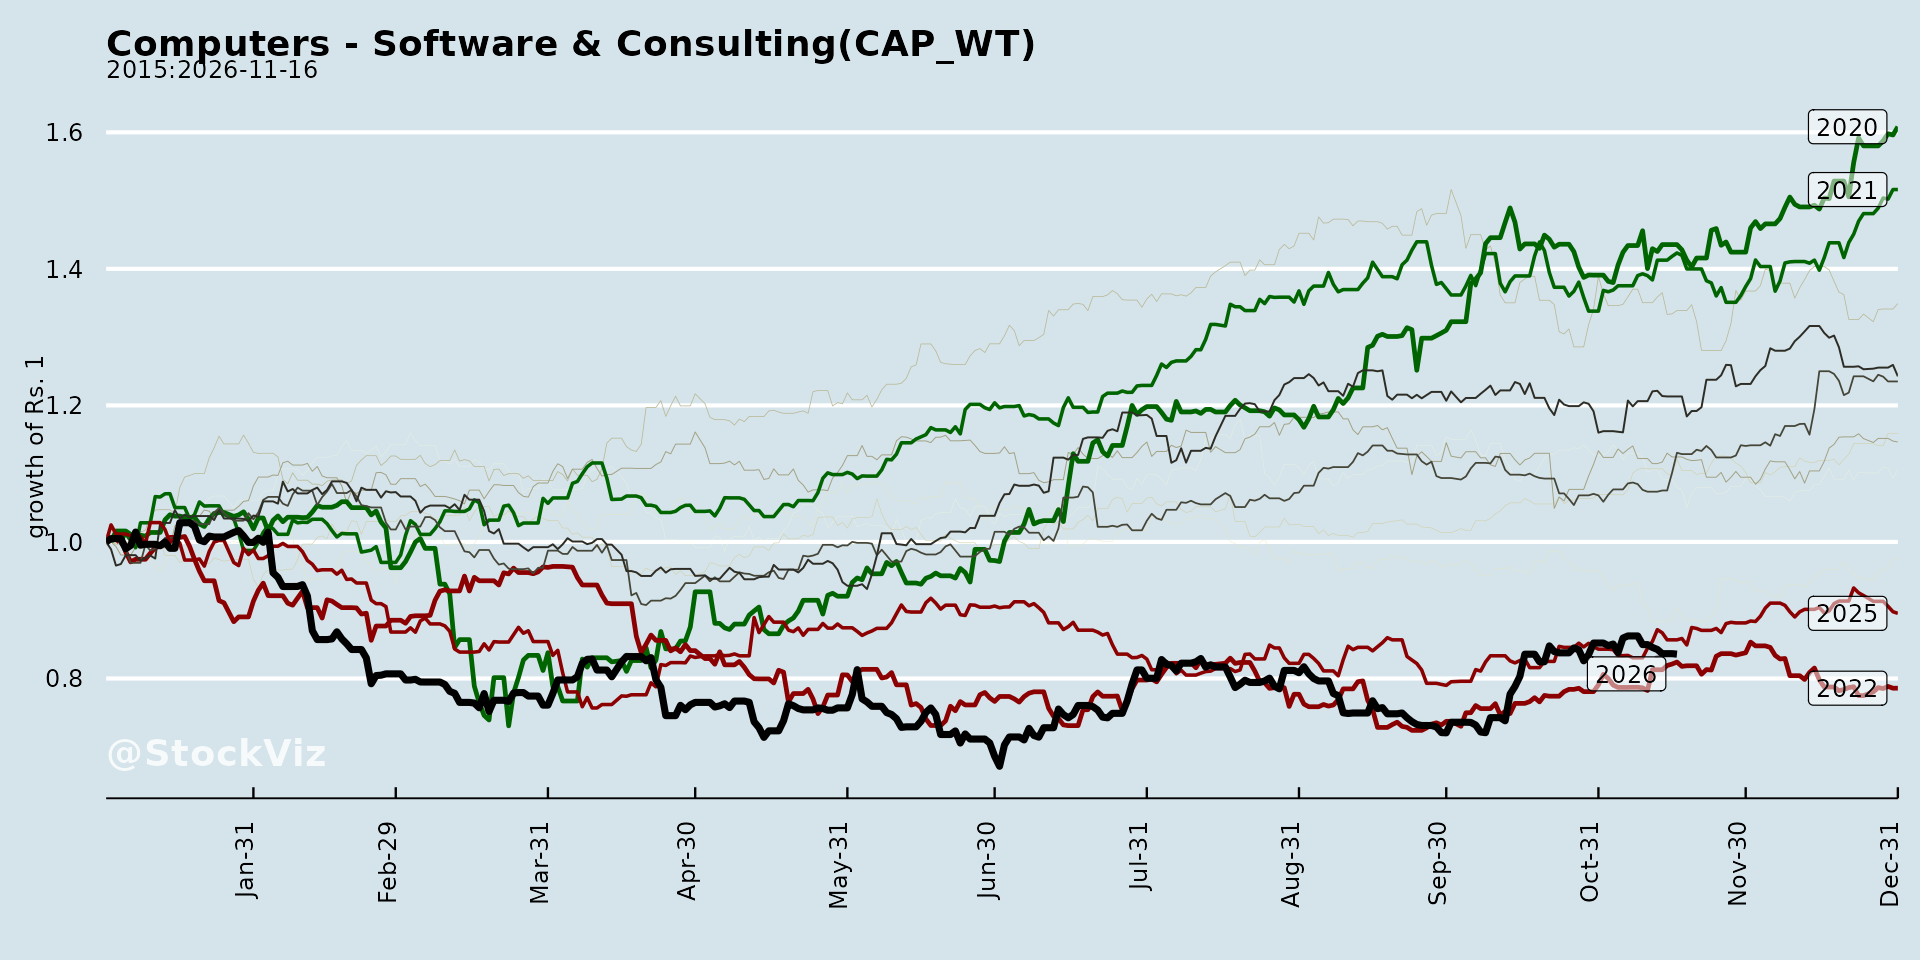 Computers - Software & Consulting(CAP_WT)
2015:2026-11-16
growth of Rs. 1
1.6
1.4
1.2
1.0
0.8
2020
2021
2025
2026
2022
@StockViz
Jan-31
Feb-29
Mar-31
Apr-30
May-31
Jun-30
Jul-31
Aug-31
Sep-30
Oct-31
Nov-30
Dec-31